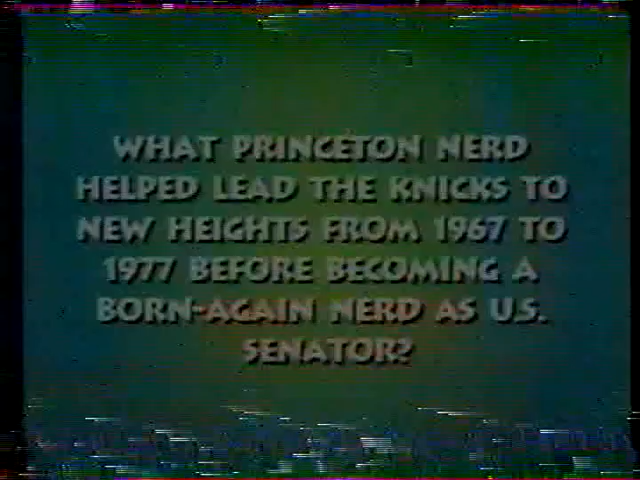 WHAT PRINCETON NERD
HELPED LEAD THE KNICKS TO
NEW HEIGHTS FROM 1967 TO
1977 BEFORE BECOMING A
BORN-AGAIN NERD AS U.S.
SENATOR?